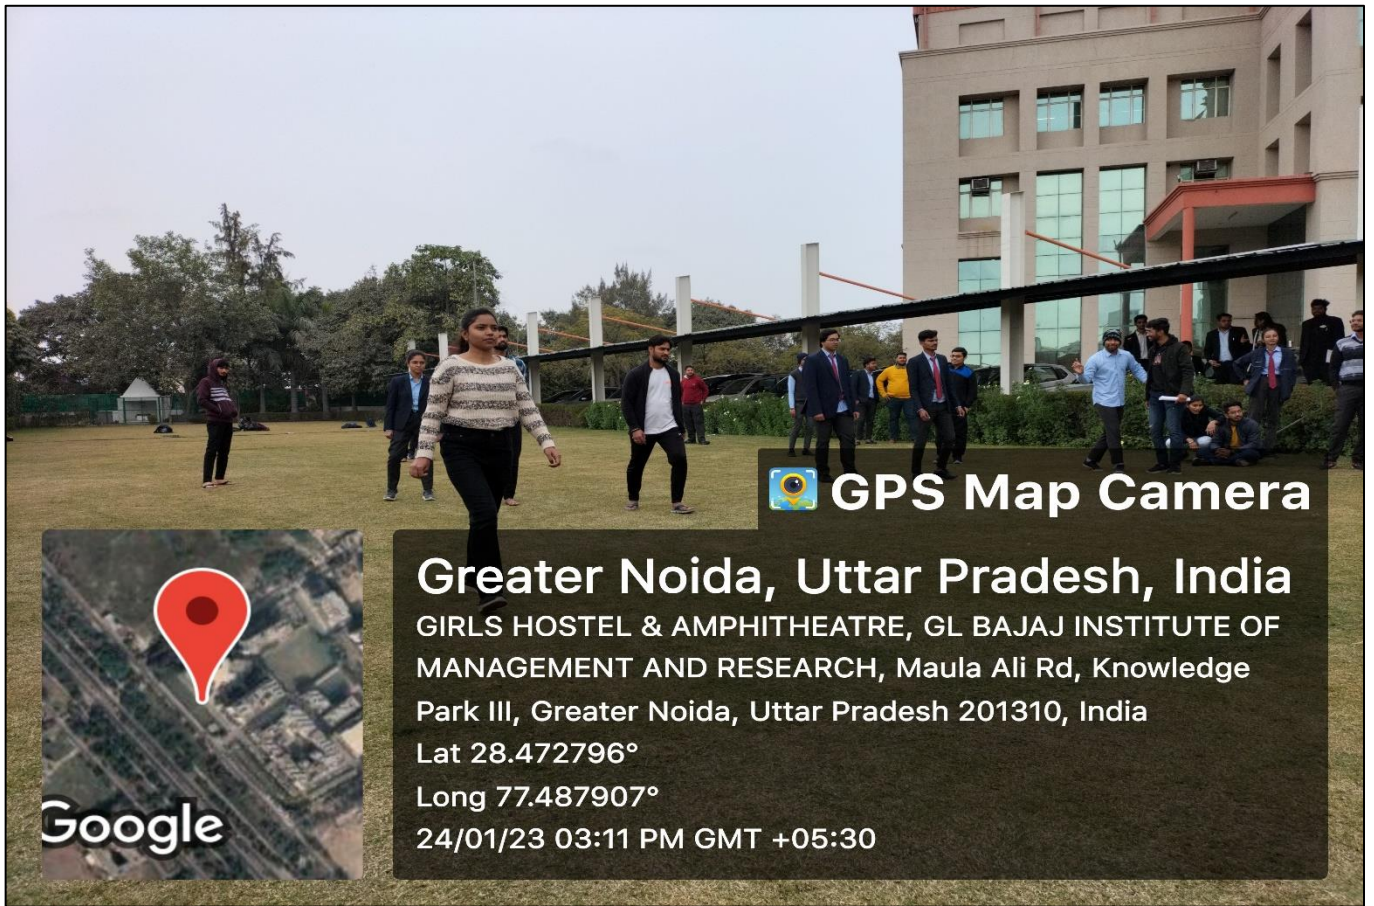 GPS Map Camera
Greater Noida, Uttar Pradesh, India
GIRLS HOSTEL & AMPHITHEATRE, GL BAJAJ INSTITUTE OF
MANAGEMENT AND RESEARCH, Maula Ali Rd, Knowledge
Park III, Greater Noida, Uttar Pradesh 201310, India
Lat 28.472796°
Long 77.487907°
24/01/23 03:11 PM GMT +05:30
Google